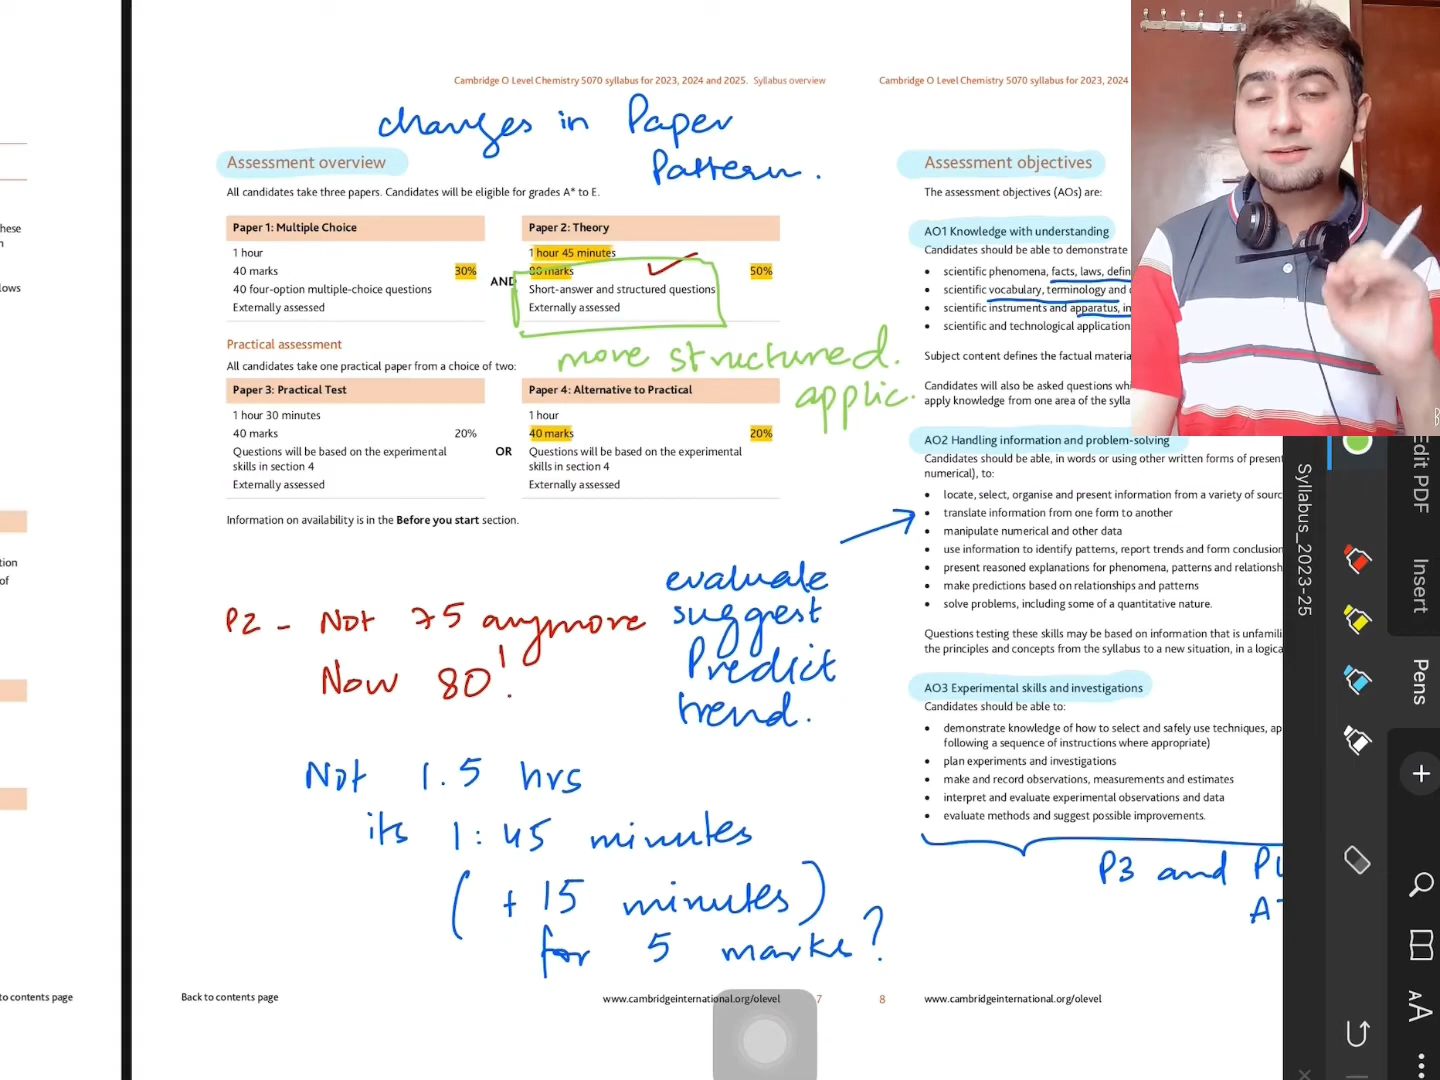 Cambridge O Level Chemistry 5070 syllabus for 2023, 2024 and 2025. Syllabus overview
changes in Paper
Pattern.
Assessment overview
All candidates take three papers. Candidates will be eligible for grades A* to E.
Paper 1: Multiple Choice
1 hour
40 marks 30%
40 four-option multiple-choice questions
Externally assessed
AND
Paper 2: Theory
1 hour 45 minutes
80 marks 50%
Short-answer and structured questions
Externally assessed
more structured.
applic.
Practical assessment
All candidates take one practical paper from a choice of two:
Paper 3: Practical Test
1 hour 30 minutes
40 marks 20%
Questions will be based on the experimental
skills in section 4
Externally assessed
OR
Paper 4: Alternative to Practical
1 hour
40 marks 20%
Questions will be based on the experimental
skills in section 4
Externally assessed
Information on availability is in the Before you start section.
P2 - Not 75 anymore
Now 80!
evaluate
suggest
Predict
trend.
Not 1.5 hrs
its 1:45 minutes
(+ 15 minutes)
for 5 marks?
Back to contents page
www.cambridgeinternational.org/olevel 7
Cambridge O Level Chemistry 5070 syllabus for 2023, 2024
Assessment objectives
The assessment objectives (AOs) are:
AO1 Knowledge with understanding
Candidates should be able to demonstrate
• scientific phenomena, facts, laws,
• scientific vocabulary, terminology and
• scientific instruments and apparatus,
• scientific and technological application
Subject content defines the factual
Candidates will also be asked questions
apply knowledge from one area of the
AO2 Handling information and problem-solving
Candidates should be able, in words or using other written forms of
numerical), to:
• locate, select, organise and present information from a variety of
• translate information from one form to another
• manipulate numerical and other data
• use information to identify patterns, report trends and form
• present reasoned explanations for phenomena, patterns and
• make predictions based on relationships and patterns
• solve problems, including some of a quantitative nature.
Questions testing these skills may be based on information that is
the principles and concepts from the syllabus to a new situation, in a
AO3 Experimental skills and investigations
Candidates should be able to:
• demonstrate knowledge of how to select and safely use techniques,
following a sequence of instructions where appropriate)
• plan experiments and investigations
• make and record observations, measurements and estimates
• interpret and evaluate experimental observations and data
• evaluate methods and suggest possible improvements.
P3 and
8 www.cambridgeinternational.org/olevel
to contents page
Syllabus_2023-25
Edit PDF
Insert
Pens